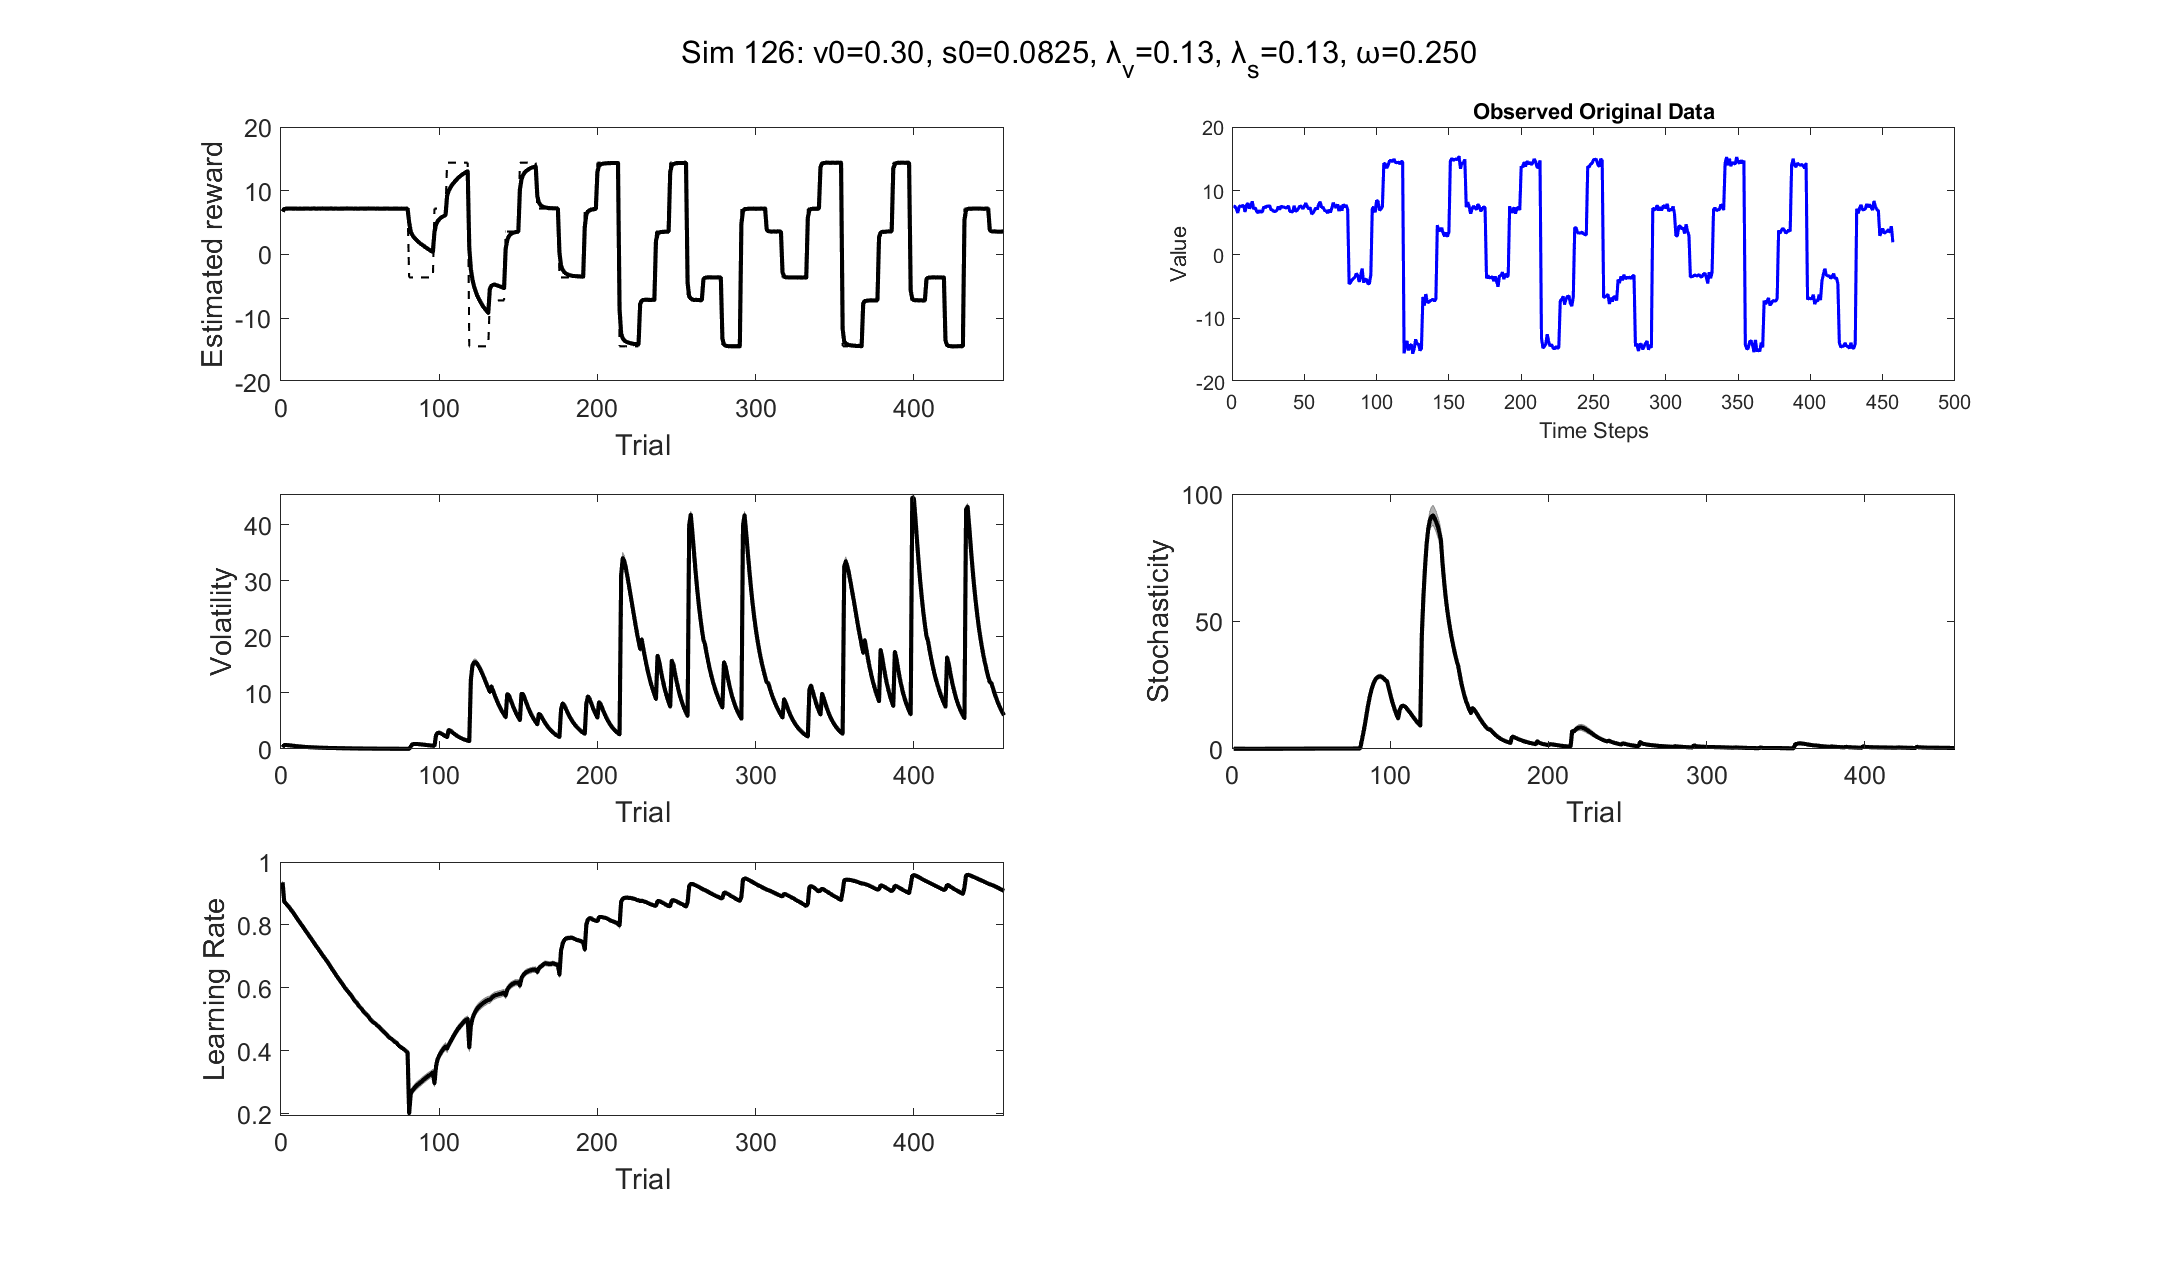 Sim 126: v0=0.30, s0=0.0825, λv=0.13, λs=0.13, ω=0.250
20
10
0
-10
-20
Estimated reward
0 100 200 300 400
Trial
Observed Original Data
20
10
0
-10
-20
Value
0 50 100 150 200 250 300 350 400 450 500
Time Steps
40
30
20
10
0
Volatility
0 100 200 300 400
Trial
100
50
0
Stochasticity
0 100 200 300 400
Trial
1
0.8
0.6
0.4
0.2
Learning Rate
0 100 200 300 400
Trial